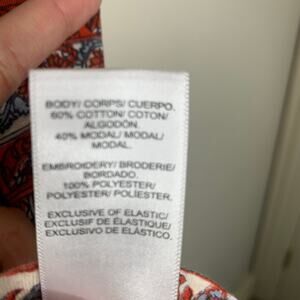 BODY/ CORPS/ CUERPO.
60% COTTON/ COTON/
ALGODÓN.
40% MODAL/ MODAL/
MODAL.
EMBROIDERY/ BRODERIE/
BORDADO.
100% POLYESTER/
POLYESTER/ POLIÉSTER.
EXCLUSIVE OF ELASTIC/
EXCLUSIF DE ÉLASTIQUE/
EXCLUSIVO DE ELÁSTICO.